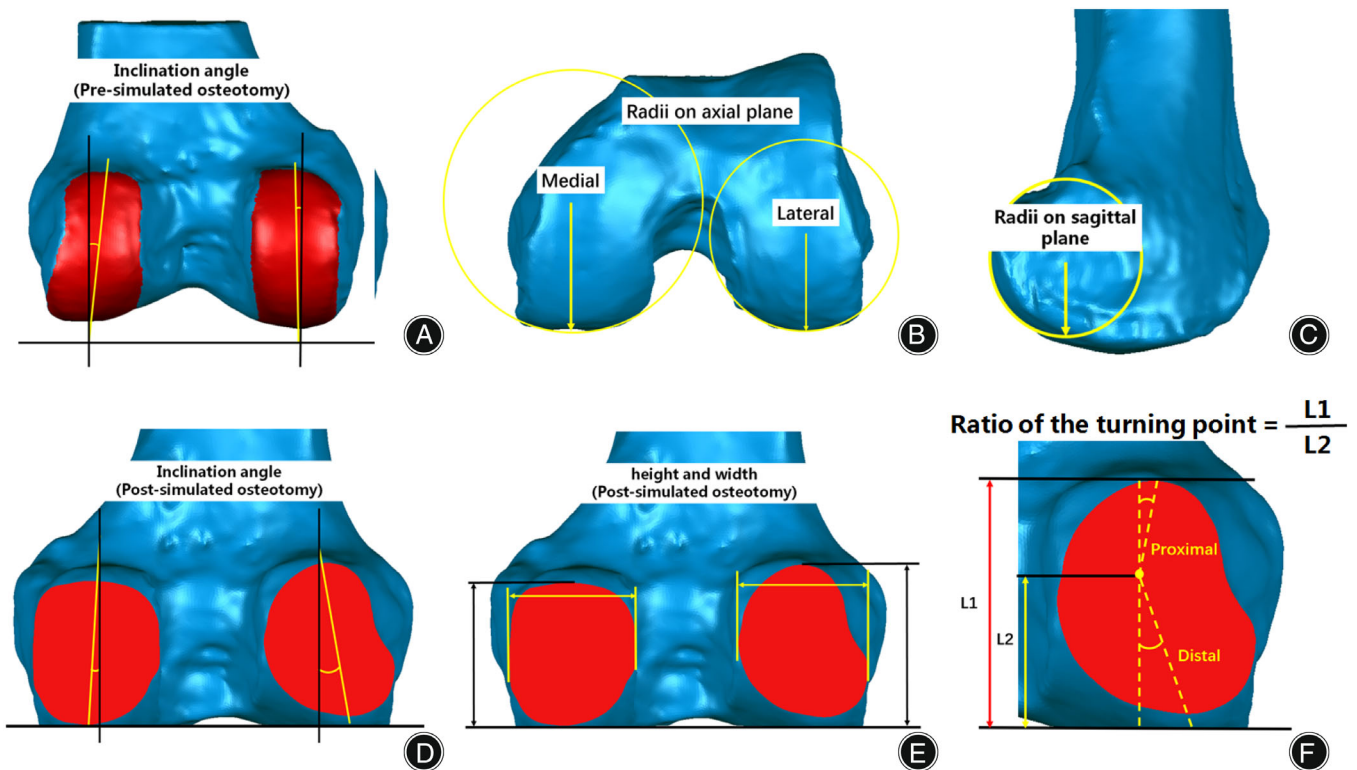 Inclination angle
(Pre-simulated osteotomy)
A
Radii on axial plane
Medial
Lateral
B
Radii on sagittal
plane
C
Inclination angle
(Post-simulated osteotomy)
D
height and width
(Post-simulated osteotomy)
E
Ratio of the turning point = L1
L2
Proximal
L1
L2
Distal
F